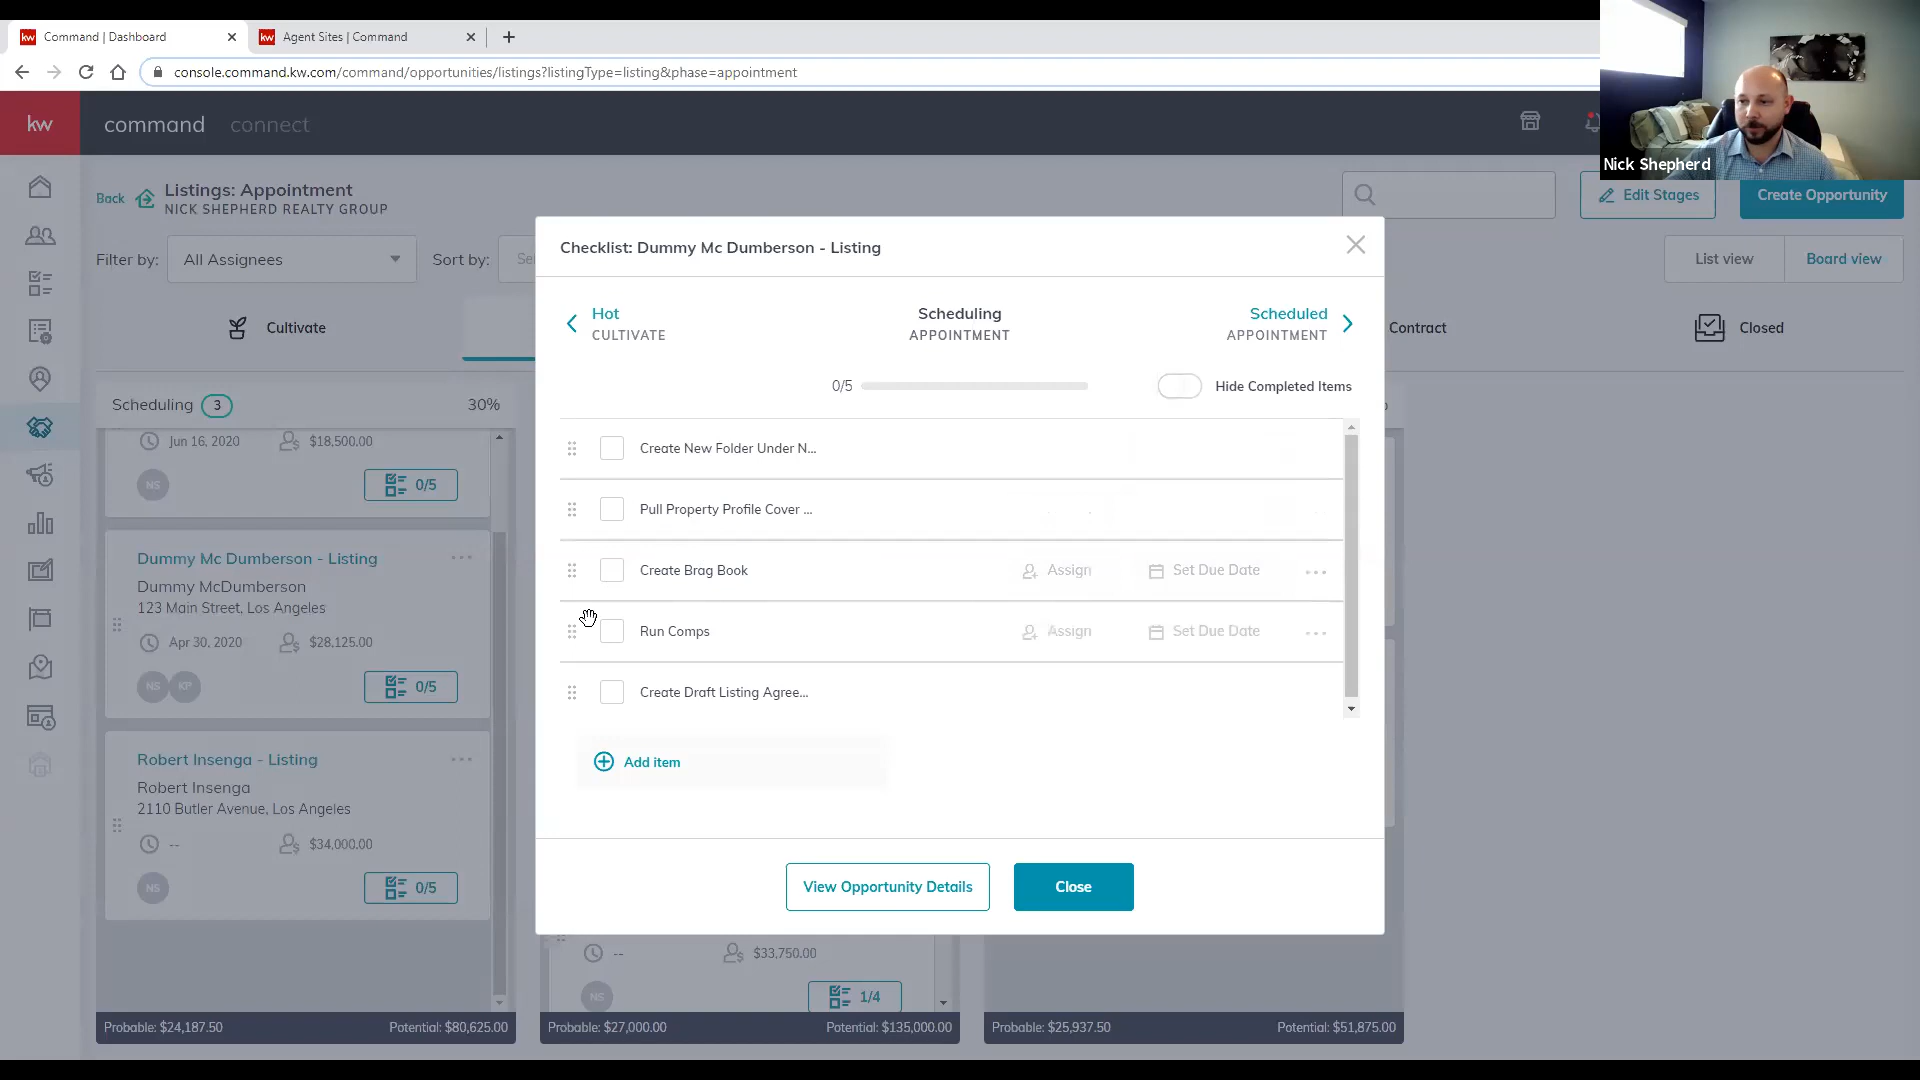 kw Command | Dashboard
kw Agent Sites | Command
console.command.kw.com/command/opportunities/listings?listingType=listing&phase=appointment
kw command connect
Nick Shepherd
Back Listings: Appointment
NICK SHEPHERD REALTY GROUP
Edit Stages
Create Opportunity
Filter by: All Assignees Sort by:
List view Board view
Cultivate
Contract
Closed
Scheduling 3 30%
Jun 16, 2020 $18,500.00
NS 0/5
Dummy Mc Dumberson - Listing
Dummy McDumberson
123 Main Street, Los Angeles
Apr 30, 2020 $28,125.00
NS KP 0/5
Robert Insenga - Listing
Robert Insenga
2110 Butler Avenue, Los Angeles
-- $34,000.00
NS 0/5
Probable: $24,187.50 Potential: $80,625.00
Checklist: Dummy Mc Dumberson - Listing
Hot
CULTIVATE
Scheduling
APPOINTMENT
Scheduled
APPOINTMENT
0/5 Hide Completed Items
Create New Folder Under N...
Pull Property Profile Cover ...
Create Brag Book Assign Set Due Date
Run Comps Assign Set Due Date
Create Draft Listing Agree...
Add item
View Opportunity Details Close
-- $33,750.00
NS 1/4
Probable: $27,000.00 Potential: $135,000.00
Probable: $25,937.50 Potential: $51,875.00